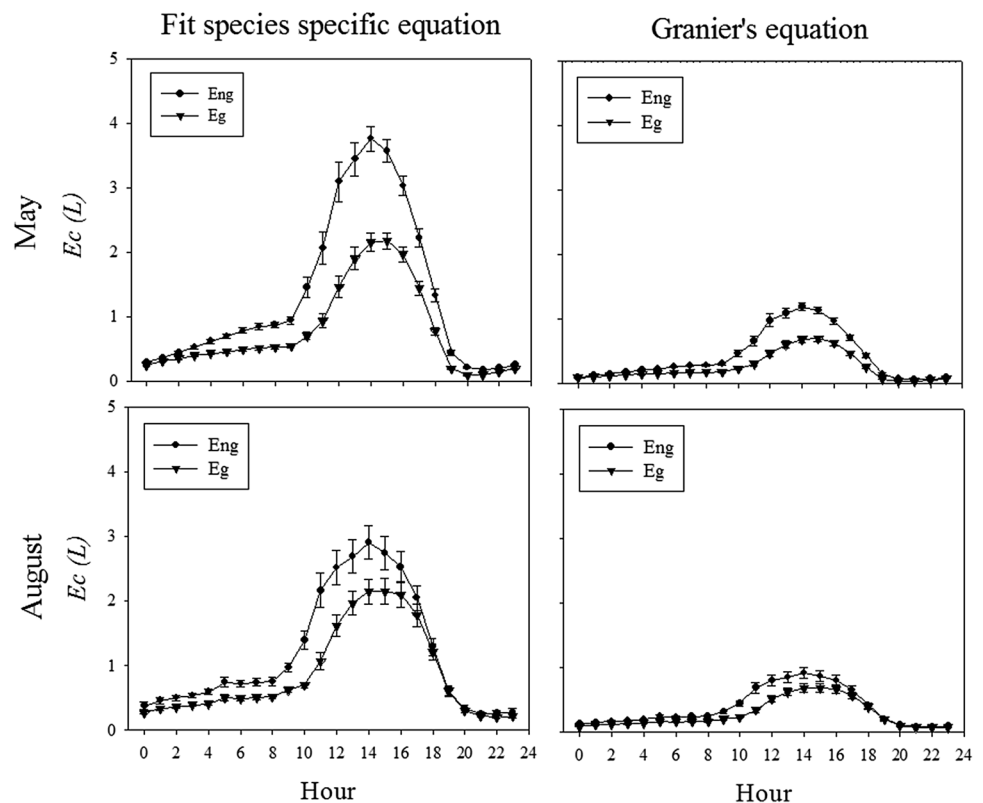 Fit species specific equation
Granier's equation
May
Ec (L)
5
4
3
2
1
0
Eng
Eg
Eng
Eg
August
Ec (L)
5
4
3
2
1
0
Eng
Eg
Eng
Eg
0 2 4 6 8 10 12 14 16 18 20 22 23 24
0 2 4 6 8 10 12 14 16 18 20 22 23 24
Hour
Hour